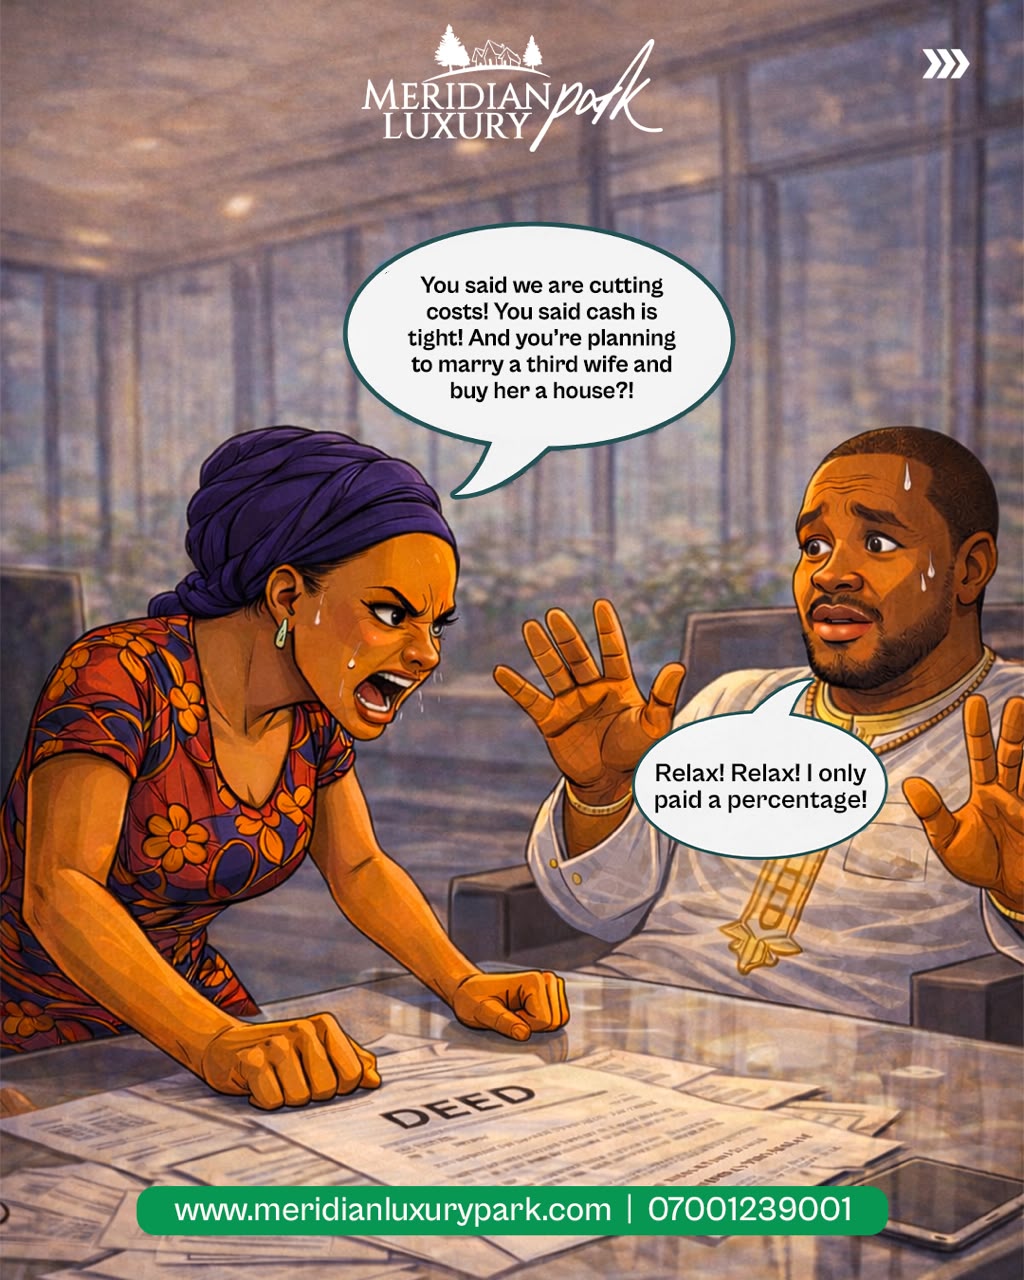 MERIDIAN
LUXURY park
You said we are cutting
costs! You said cash is
tight! And you're planning
to marry a third wife and
buy her a house?!
Relax! Relax! I only
paid a percentage!
DEED
www.meridianluxurypark.com | 07001239001